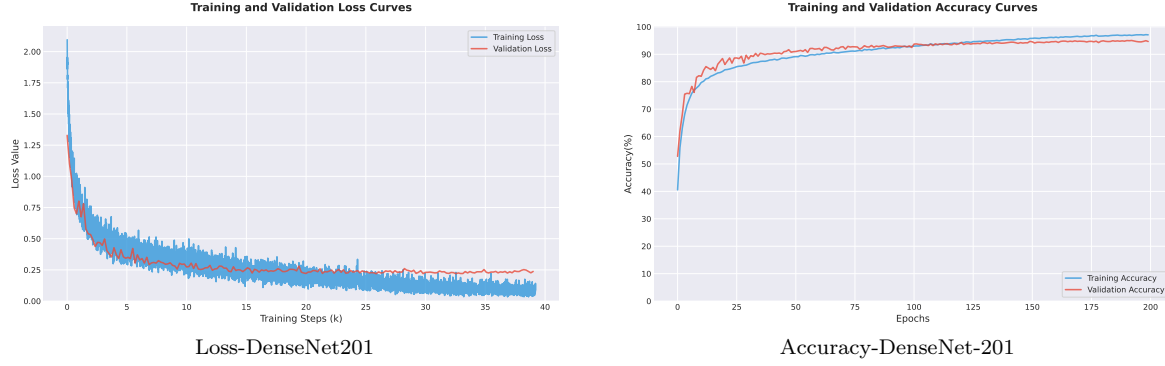 Training and Validation Loss Curves
Training Loss
Validation Loss
2.00
1.75
1.50
1.25
1.00
0.75
0.50
0.25
0.00
Loss Value
0 5 10 15 20 25 30 35 40
Training Steps (k)
Loss-DenseNet201
Training and Validation Accuracy Curves
100
90
80
70
60
50
40
30
20
10
0
Accuracy(%)
Training Accuracy
Validation Accuracy
0 25 50 75 100 125 150 175 200
Epochs
Accuracy-DenseNet-201